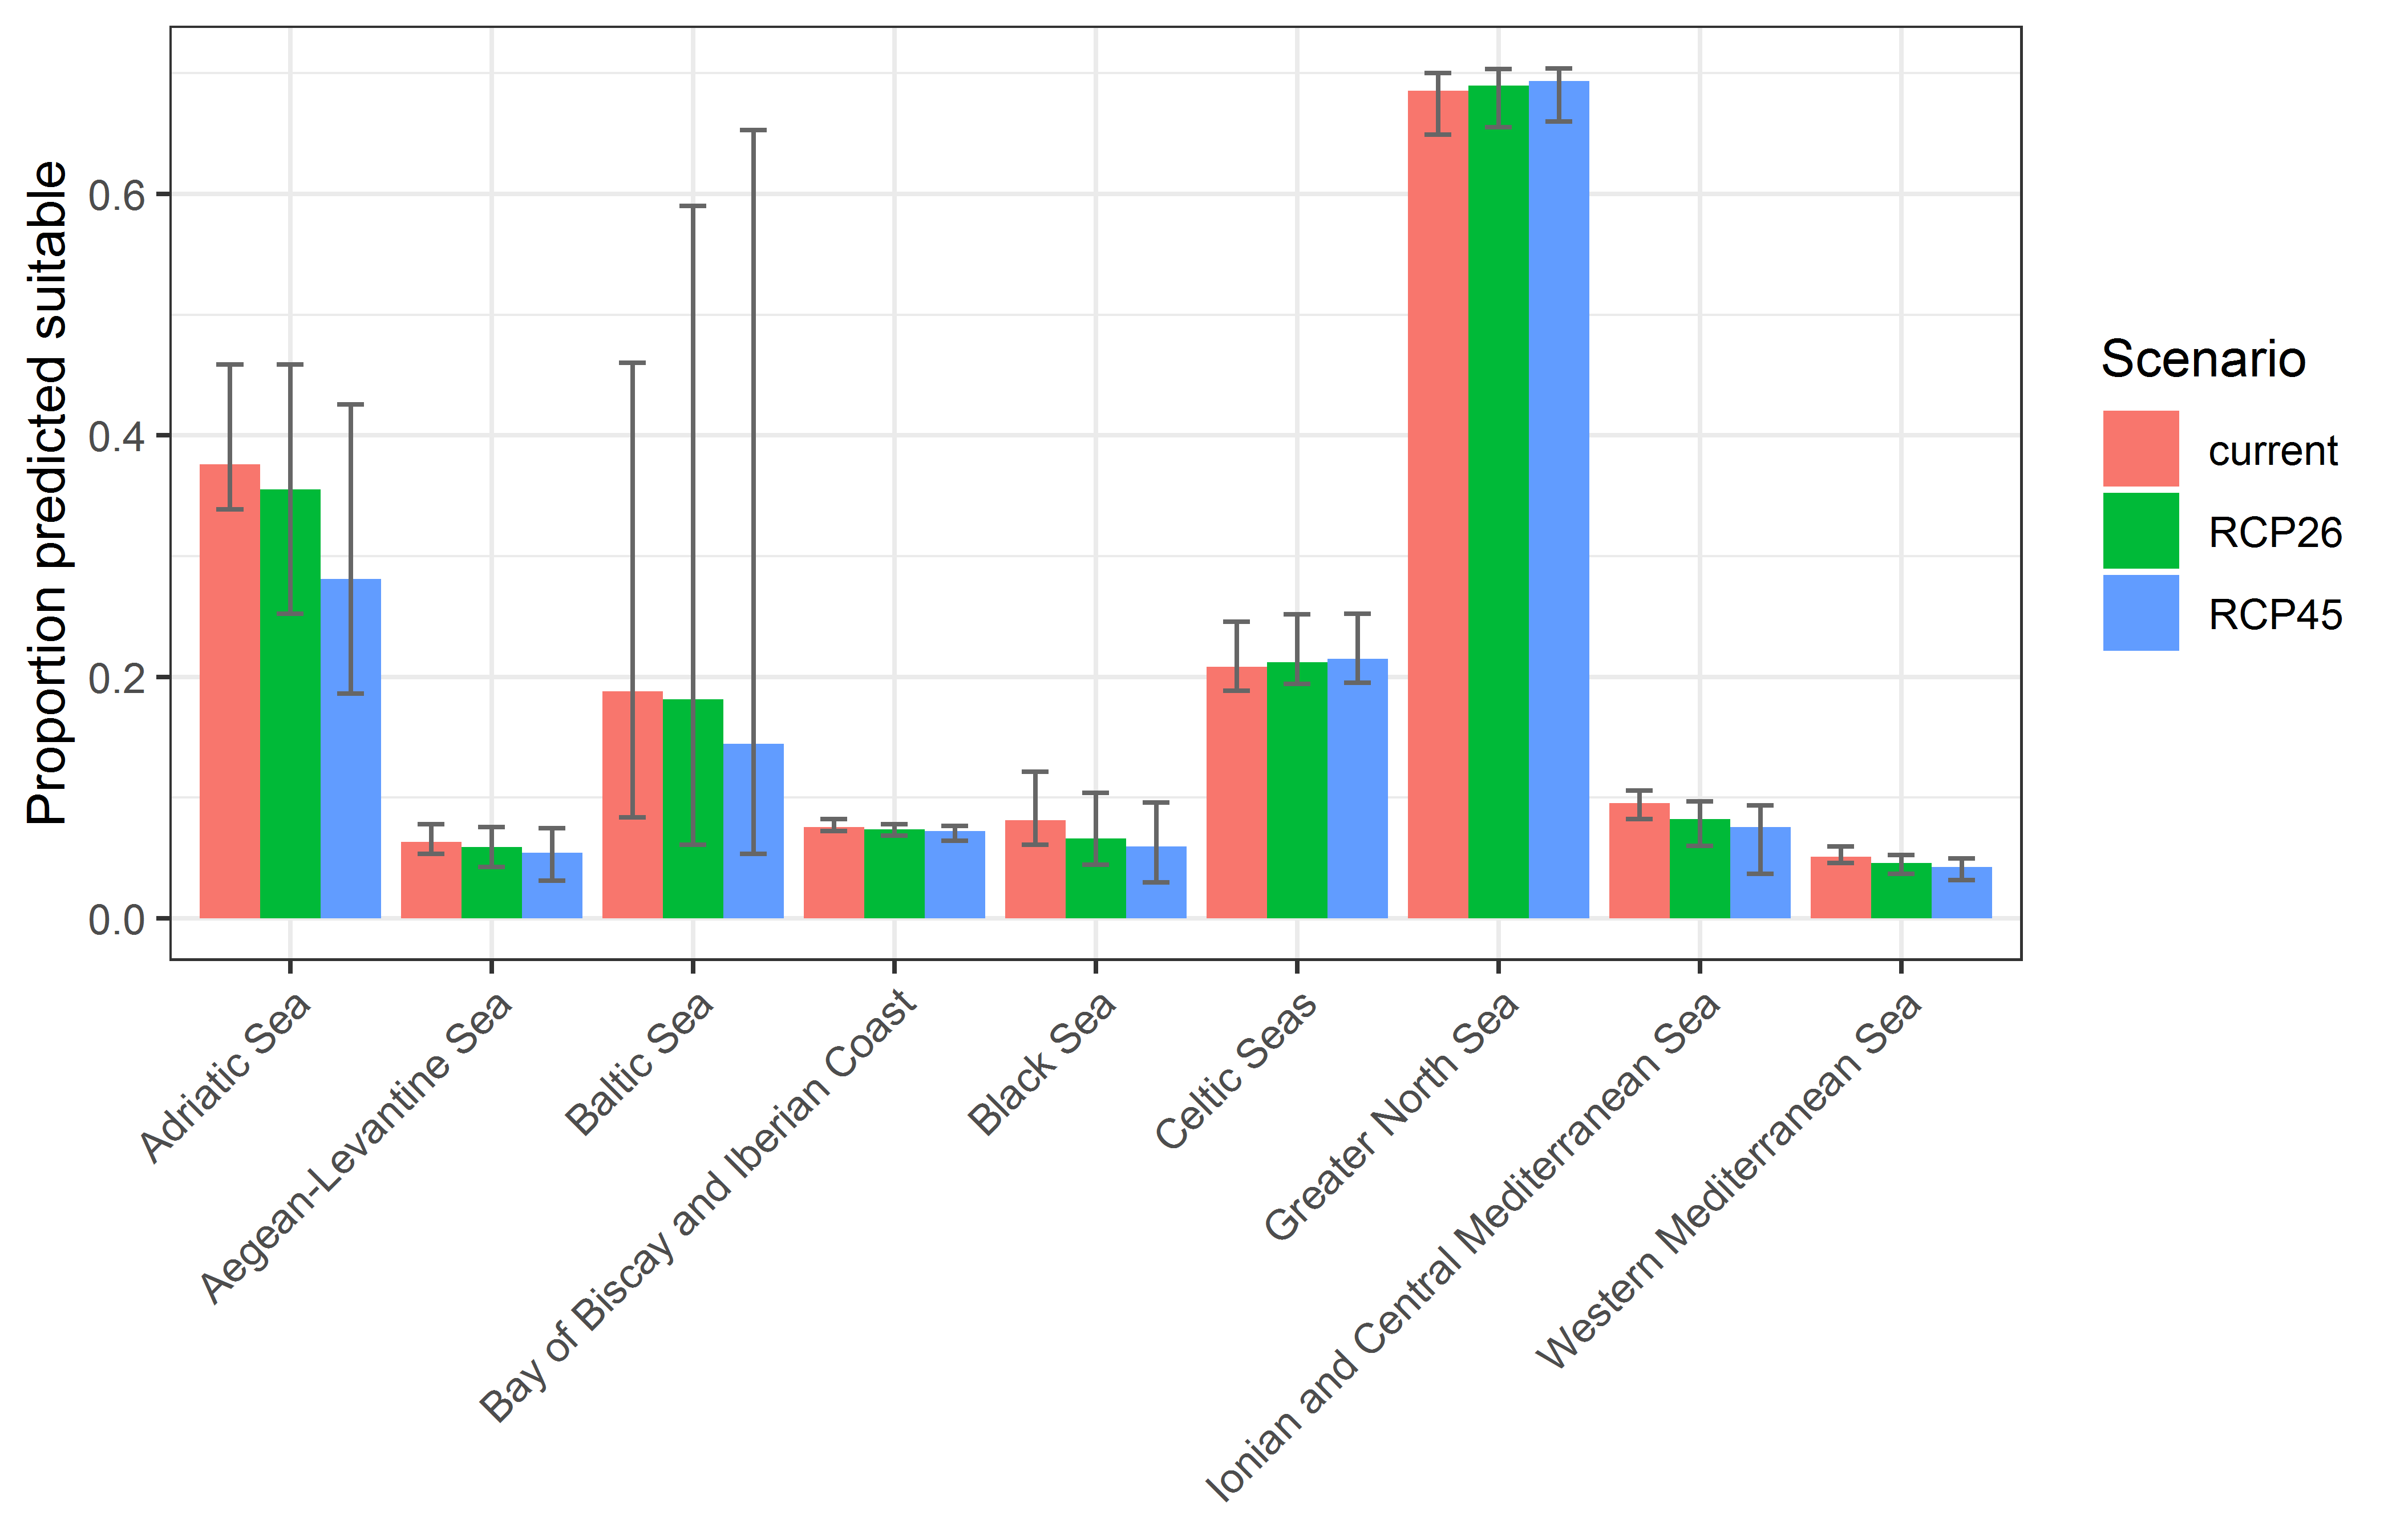 Proportion predicted suitable
0.6
0.4
0.2
0.0
Adriatic Sea
Aegean-Levantine Sea
Baltic Sea
Bay of Biscay and Iberian Coast
Black Sea
Celtic Seas
Greater North Sea
Ionian and Central Mediterranean Sea
Western Mediterranean Sea
Scenario
current
RCP26
RCP45